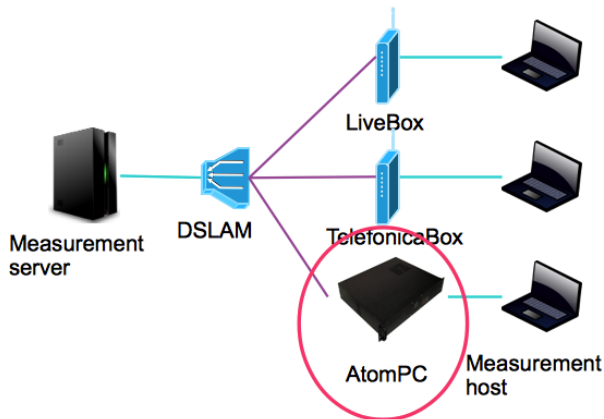 LiveBox
DSLAM
TelefonicaBox
Measurement
server
AtomPC
Measurement
host